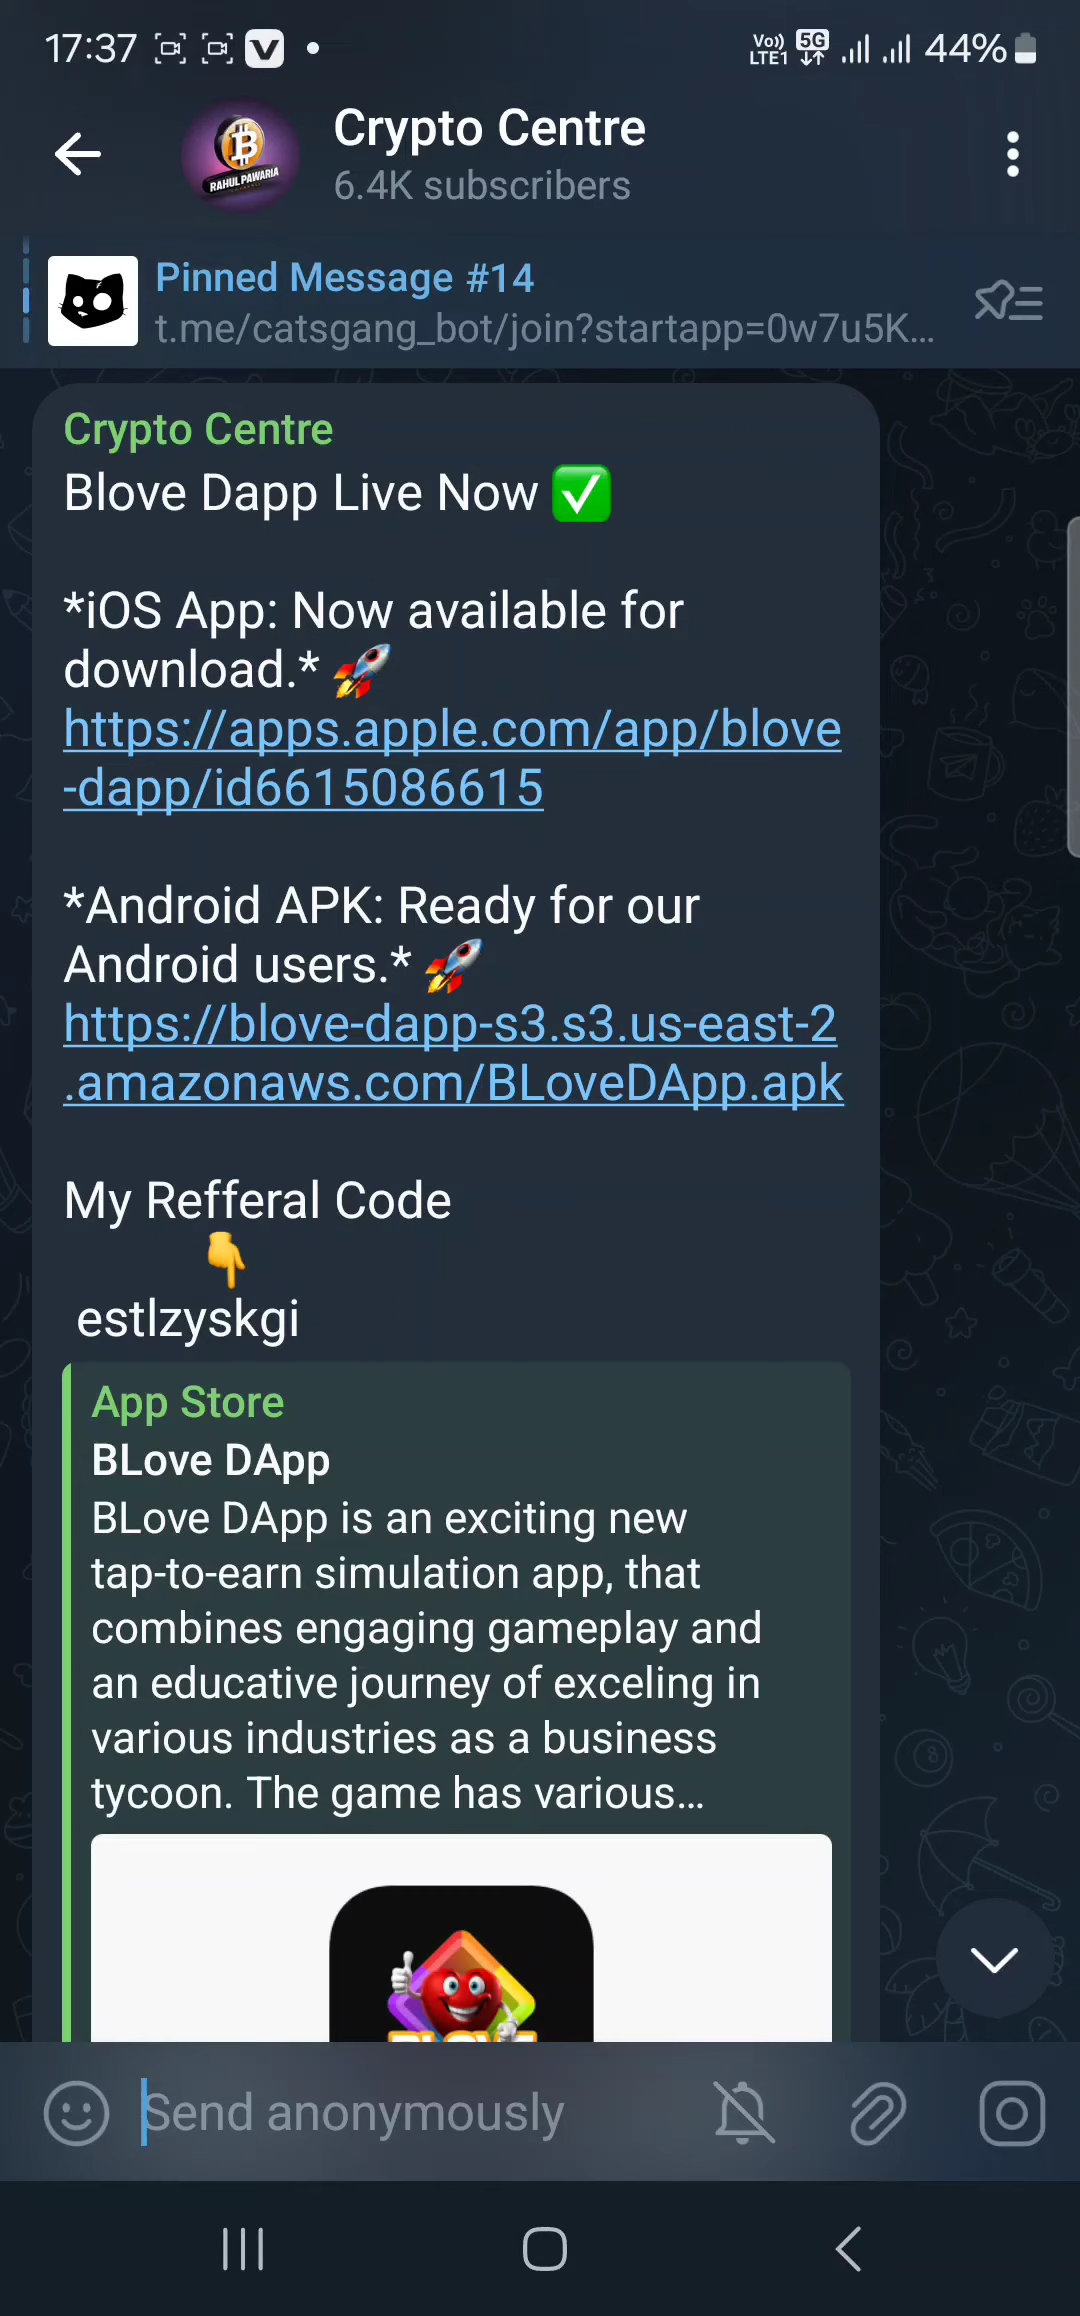 17:37
Vo)) LTE1 5G 44%
Crypto Centre
RAHUL PAWARIA
6.4K subscribers
Pinned Message #14
t.me/catsgang_bot/join?startapp=0w7u5K...
Crypto Centre
Blove Dapp Live Now ✅
*iOS App: Now available for
download.* 🚀
https://apps.apple.com/app/blove
-dapp/id6615086615
*Android APK: Ready for our
Android users.* 🚀
https://blove-dapp-s3.s3.us-east-2
.amazonaws.com/BLoveDApp.apk
My Refferal Code
👇
estlzyskgi
App Store
BLove DApp
BLove DApp is an exciting new
tap-to-earn simulation app, that
combines engaging gameplay and
an educative journey of exceling in
various industries as a business
tycoon. The game has various...
Send anonymously